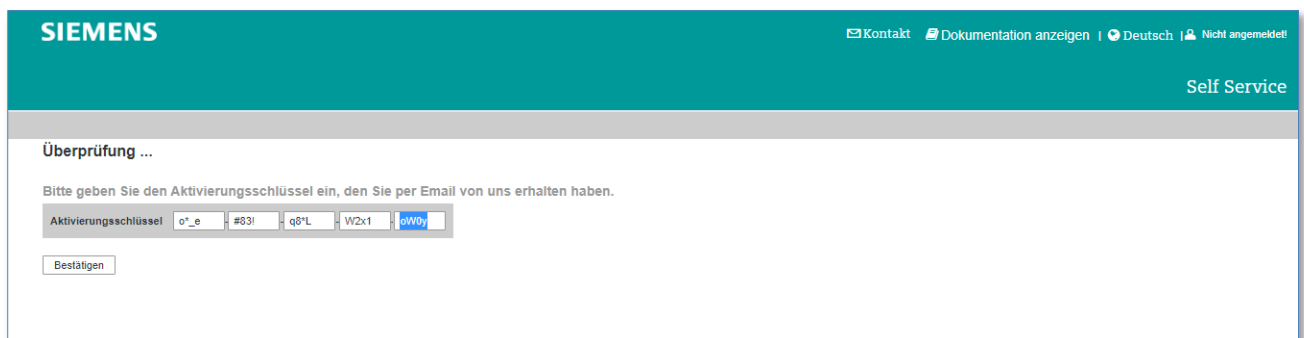 SIEMENS
Kontakt Dokumentation anzeigen | Deutsch | Nicht angemeldet!
Self Service
Überprüfung ...
Bitte geben Sie den Aktivierungsschlüssel ein, den Sie per Email von uns erhalten haben.
Aktivierungsschlüssel o*_e - #83! - q8*L - W2x1 - oW0y
Bestätigen